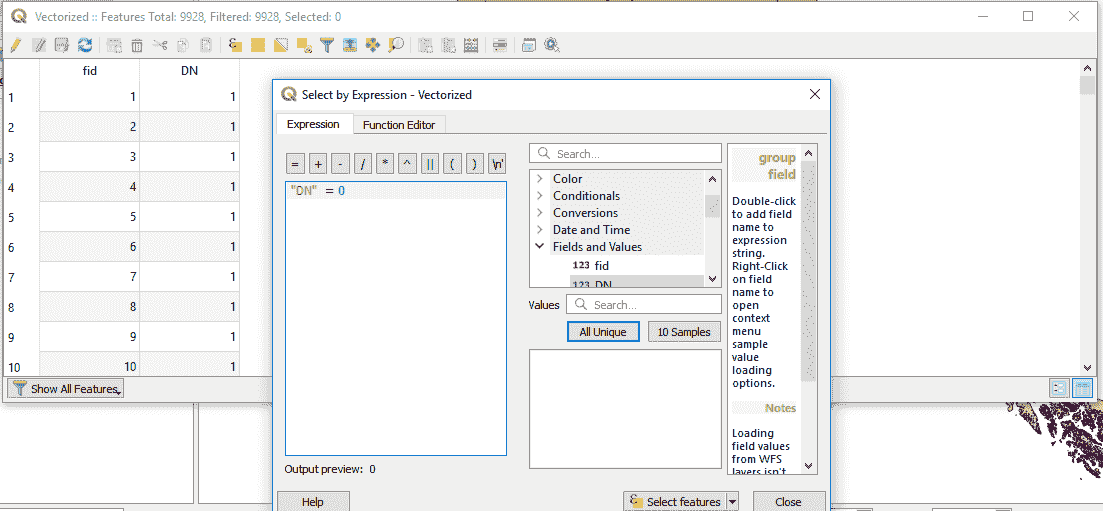 Vectorized :: Features Total: 9928, Filtered: 9928, Selected: 0
fid DN
1 1 1
2 2 1
3 3 1
4 4 1
5 5 1
6 6 1
7 7 1
8 8 1
9 9 1
10 10 1
Show All Features
Select by Expression - Vectorized
Expression Function Editor
= + - / * ^ || ( ) '\n'
"DN" = 0
Output preview: 0
Search...
Color
Conditionals
Conversions
Date and Time
Fields and Values
123 fid
123 DN
Values Search...
All Unique 10 Samples
group
field
Double-click
to add field
name to
expression
string.
Right-Click
on field
name to
open
context
menu
sample
value
loading
options.
Notes
Loading
field values
from WFS
layers isn't
Help Select features Close